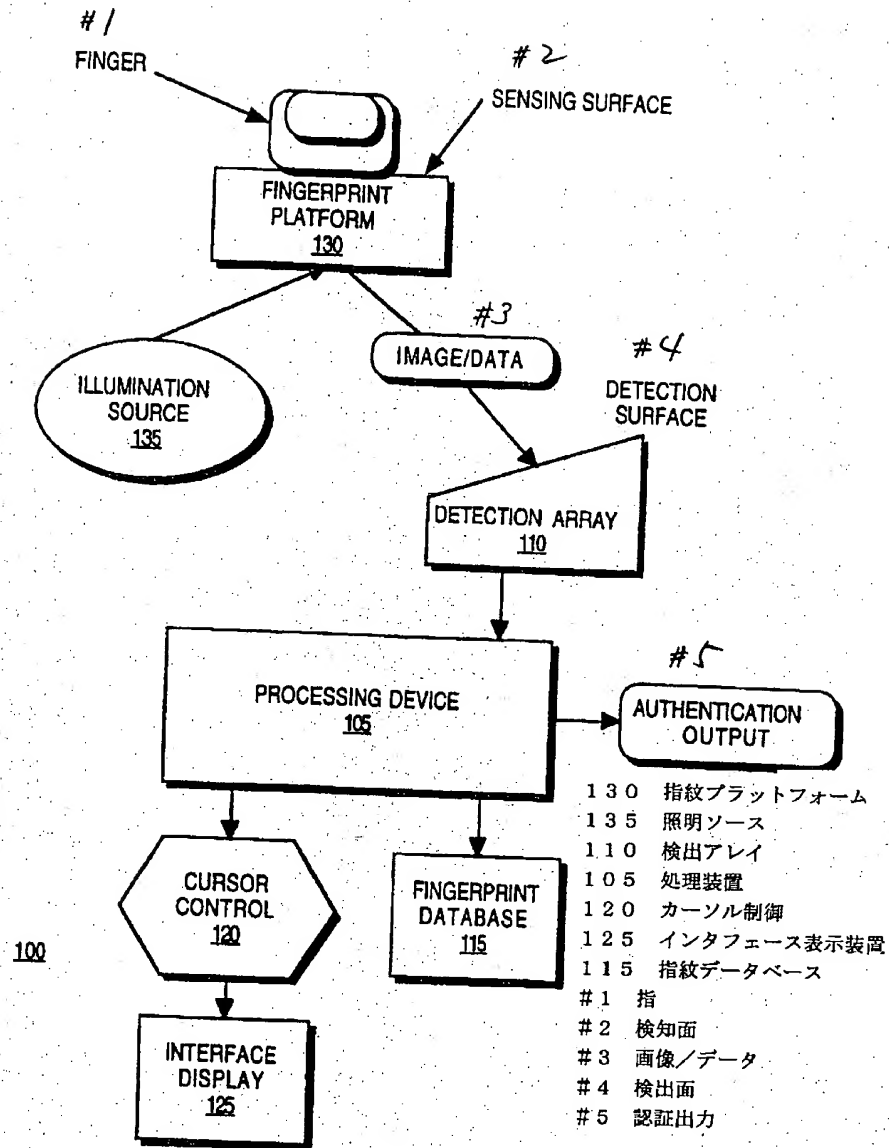 #1
FINGER
#2
SENSING SURFACE
FINGERPRINT
PLATFORM
130
#3
IMAGE/DATA
#4
DETECTION
SURFACE
ILLUMINATION
SOURCE
135
DETECTION ARRAY
110
PROCESSING DEVICE
105
#5
AUTHENTICATION
OUTPUT
CURSOR
CONTROL
120
FINGERPRINT
DATABASE
115
100
INTERFACE
DISPLAY
125
130 指紋プラットフォーム
135 照明ソース
110 検出アレイ
105 処理装置
120 カーソル制御
125 インタフェース表示装置
115 指紋データベース
#1 指
#2 検知面
#3 画像/データ
#4 検出面
#5 認証出力